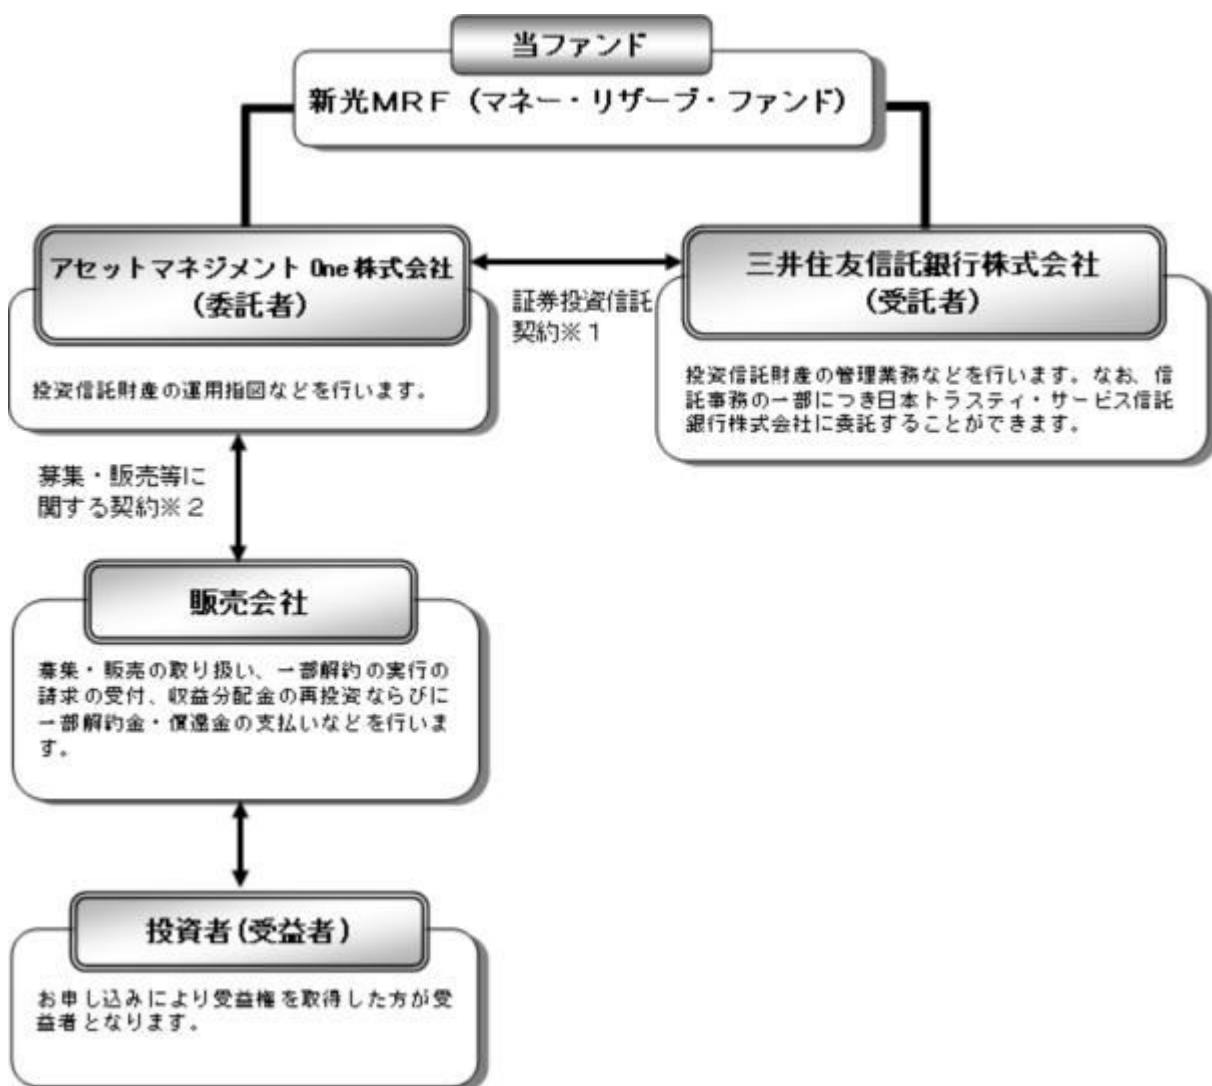 当ファンド
新光MRF（マネー・リザーブ・ファンド）
アセットマネジメントOne株式会社
（委託者）
投資信託財産の運用指図などを行います。
証券投資信託
契約※1
三井住友信託銀行株式会社
（受託者）
投資信託財産の管理業務などを行います。なお、信
託事務の一部につき日本トラスティ・サービス信託
銀行株式会社に委託することができます。
募集・販売等に
関する契約※2
販売会社
募集・販売の取り扱い、一部解約の実行の
請求の受付、収益分配金の再投資ならびに
一部解約金・償還金の支払いなどを行いま
す。
投資者（受益者）
お申し込みにより受益権を取得した方が受
益者となります。